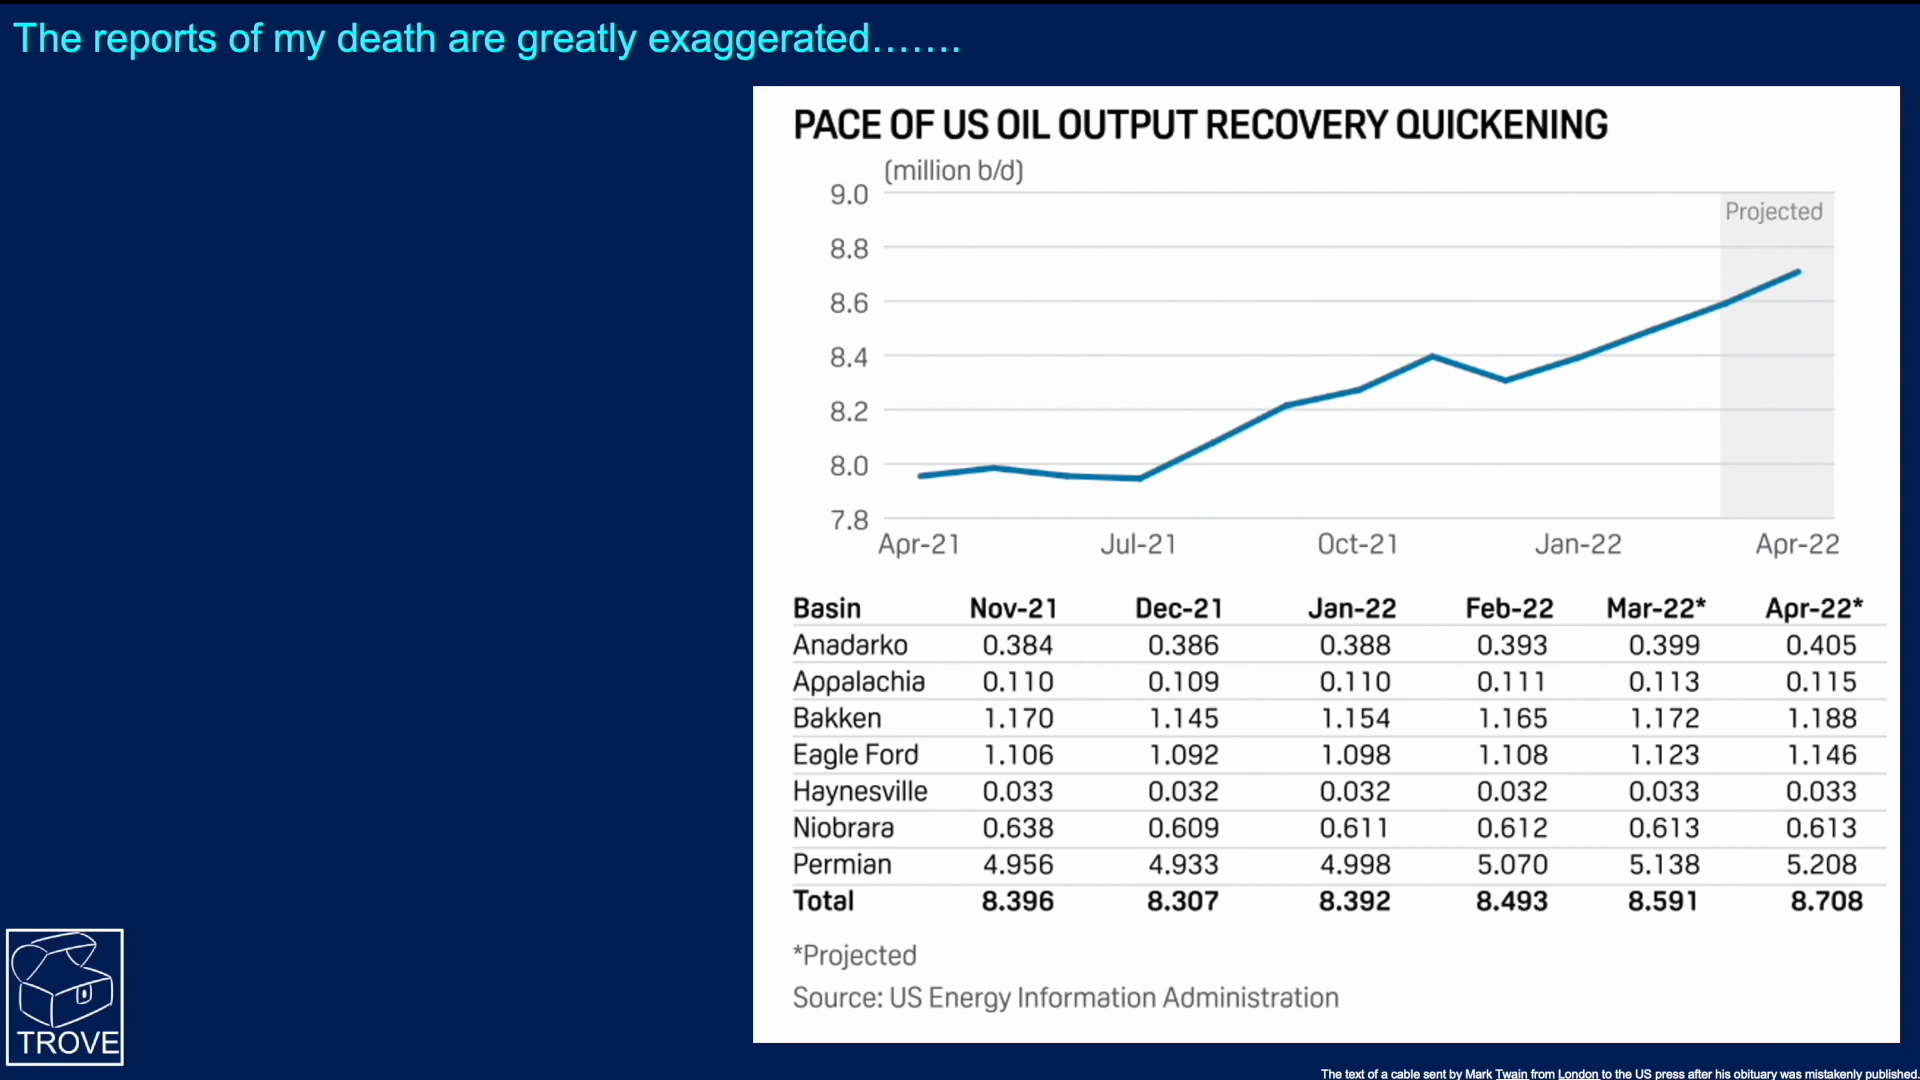 The reports of my death are greatly exaggerated…….
PACE OF US OIL OUTPUT RECOVERY QUICKENING
(million b/d)
9.0
Projected
8.8
8.6
8.4
8.2
8.0
7.8
Apr-21 Jul-21 Oct-21 Jan-22 Apr-22
Basin Nov-21 Dec-21 Jan-22 Feb-22 Mar-22* Apr-22*
Anadarko 0.384 0.386 0.388 0.393 0.399 0.405
Appalachia 0.110 0.109 0.110 0.111 0.113 0.115
Bakken 1.170 1.145 1.154 1.165 1.172 1.188
Eagle Ford 1.106 1.092 1.098 1.108 1.123 1.146
Haynesville 0.033 0.032 0.032 0.032 0.033 0.033
Niobrara 0.638 0.609 0.611 0.612 0.613 0.613
Permian 4.956 4.933 4.998 5.070 5.138 5.208
Total 8.396 8.307 8.392 8.493 8.591 8.708
*Projected
Source: US Energy Information Administration
TROVE
The text of a cable sent by Mark Twain from London to the US press after his obituary was mistakenly published.